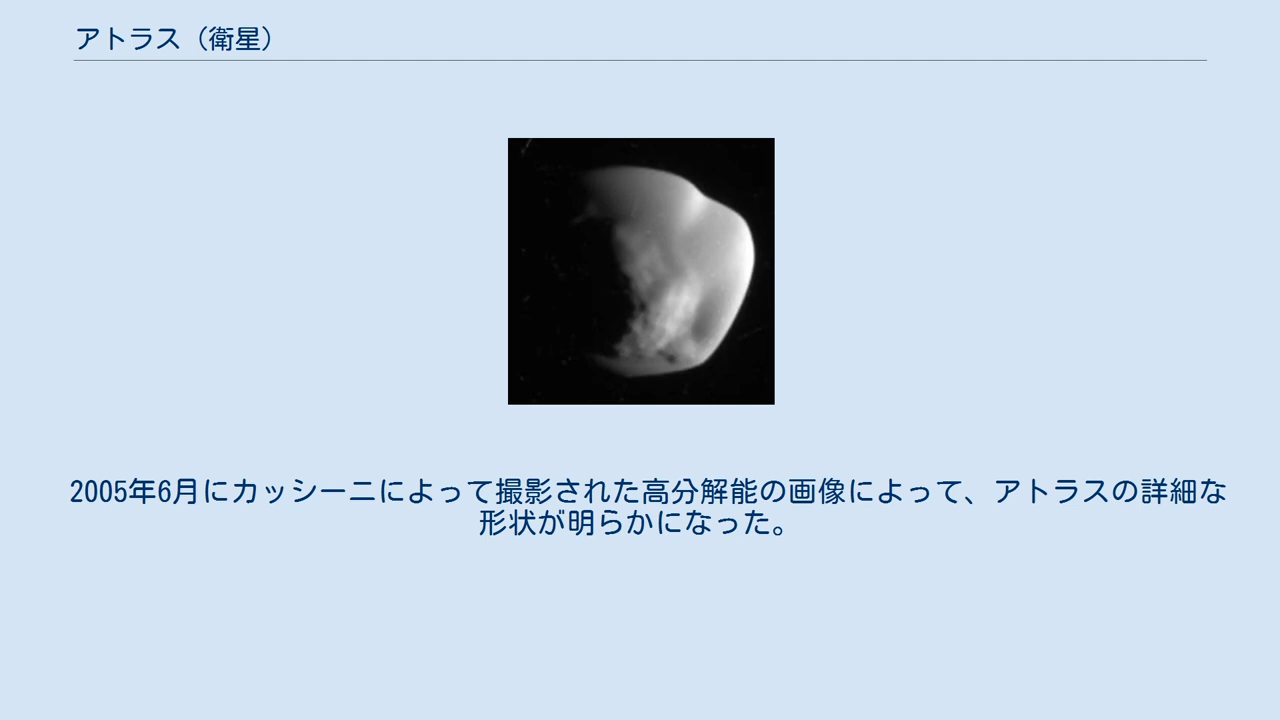 アトラス（衛星）
2005年6月にカッシーニによって撮影された高分解能の画像によって、アトラスの詳細な
形状が明らかになった。